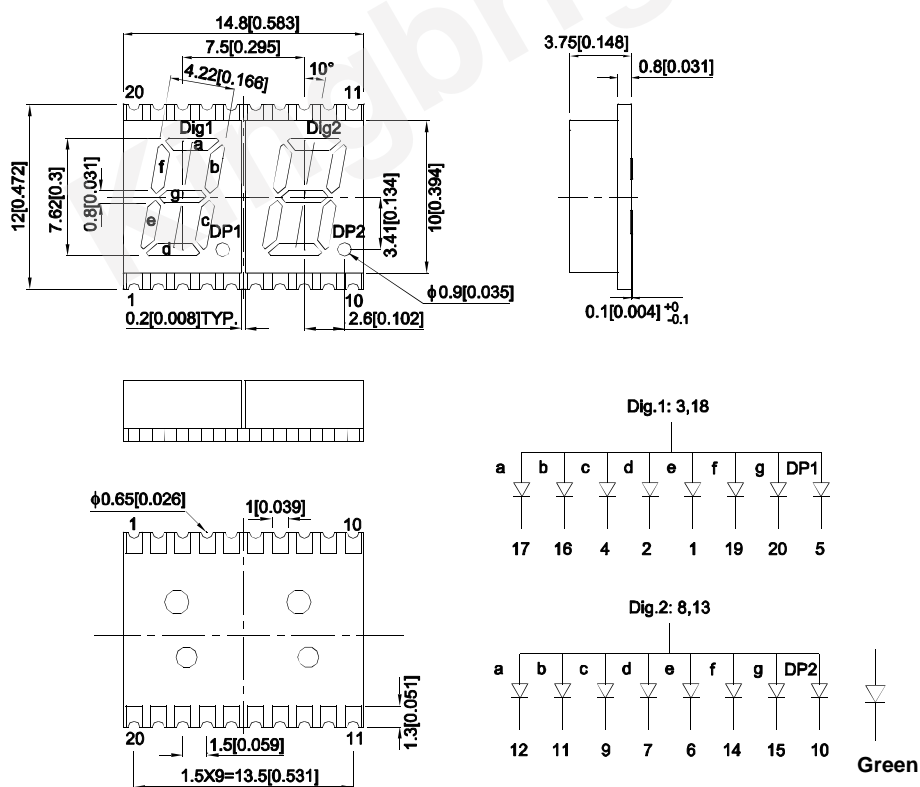 14.8[0.583]
7.5[0.295]
4.22[0.166]
10°
20
11
Dig1
Dig2
a
b
f
g
e
c
d
DP1
DP2
12[0.472]
7.62[0.3]
0.8[0.031]
10[0.394]
3.41[0.134]
1
10
ϕ0.9[0.035]
0.2[0.008]TYP.
2.6[0.102]
3.75[0.148]
0.8[0.031]
0.1[0.004] +0 -0.1
Kingbright
ϕ0.65[0.026]
1[0.039]
1
10
20
11
1.5[0.059]
1.3[0.051]
1.5X9=13.5[0.531]
Dig.1: 3,18
a b c d e f g DP1
17 16 4 2 1 19 20 5
Dig.2: 8,13
a b c d e f g DP2
12 11 9 7 6 14 15 10
Green